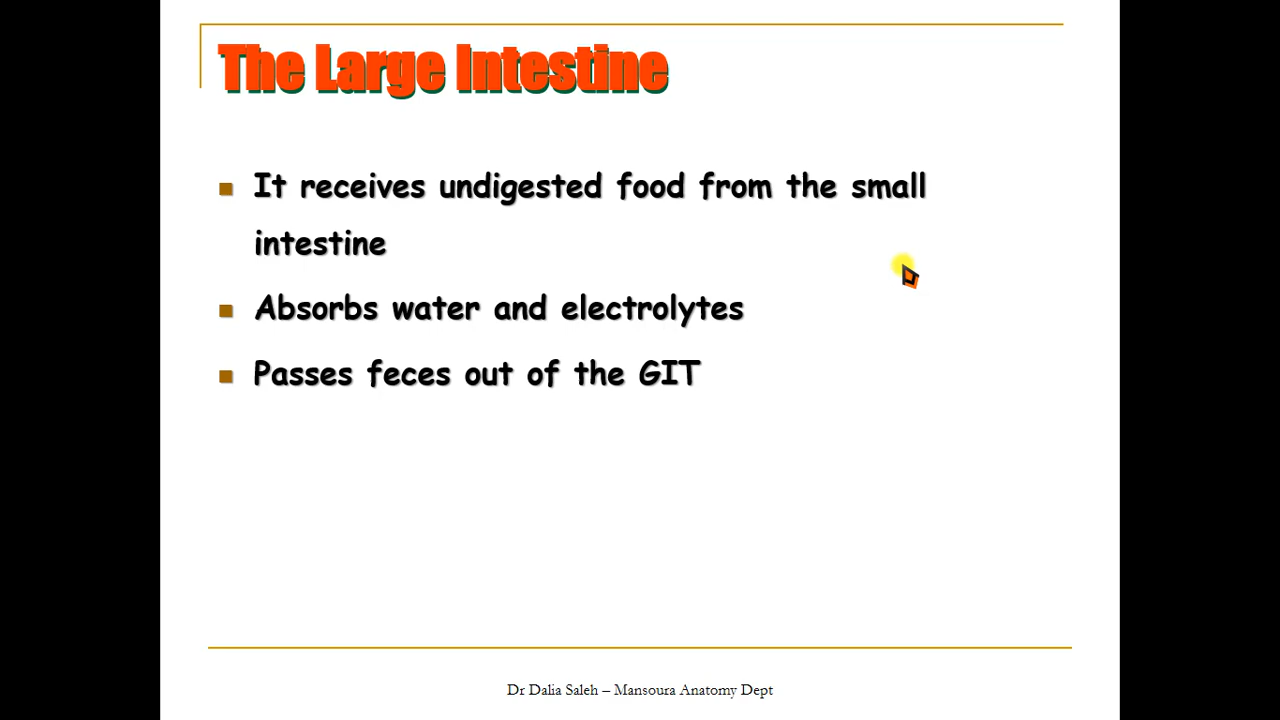 The Large Intestine
It receives undigested food from the small
intestine
Absorbs water and electrolytes
Passes feces out of the GIT
Dr Dalia Saleh – Mansoura Anatomy Dept